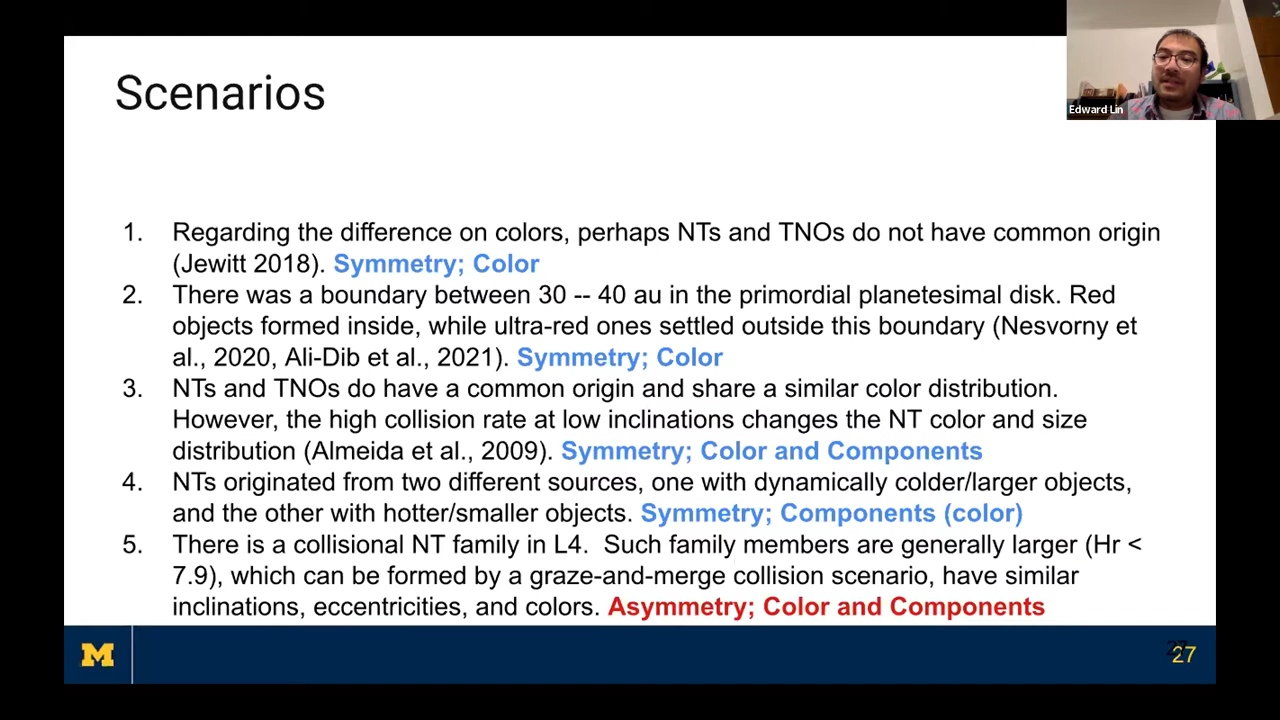 Scenarios
Edward Lin
1. Regarding the difference on colors, perhaps NTs and TNOs do not have common origin
(Jewitt 2018). Symmetry; Color
2. There was a boundary between 30 -- 40 au in the primordial planetesimal disk. Red
objects formed inside, while ultra-red ones settled outside this boundary (Nesvorny et
al., 2020, Ali-Dib et al., 2021). Symmetry; Color
3. NTs and TNOs do have a common origin and share a similar color distribution.
However, the high collision rate at low inclinations changes the NT color and size
distribution (Almeida et al., 2009). Symmetry; Color and Components
4. NTs originated from two different sources, one with dynamically colder/larger objects,
and the other with hotter/smaller objects. Symmetry; Components (color)
5. There is a collisional NT family in L4. Such family members are generally larger (Hr <
7.9), which can be formed by a graze-and-merge collision scenario, have similar
inclinations, eccentricities, and colors. Asymmetry; Color and Components
M
27
27